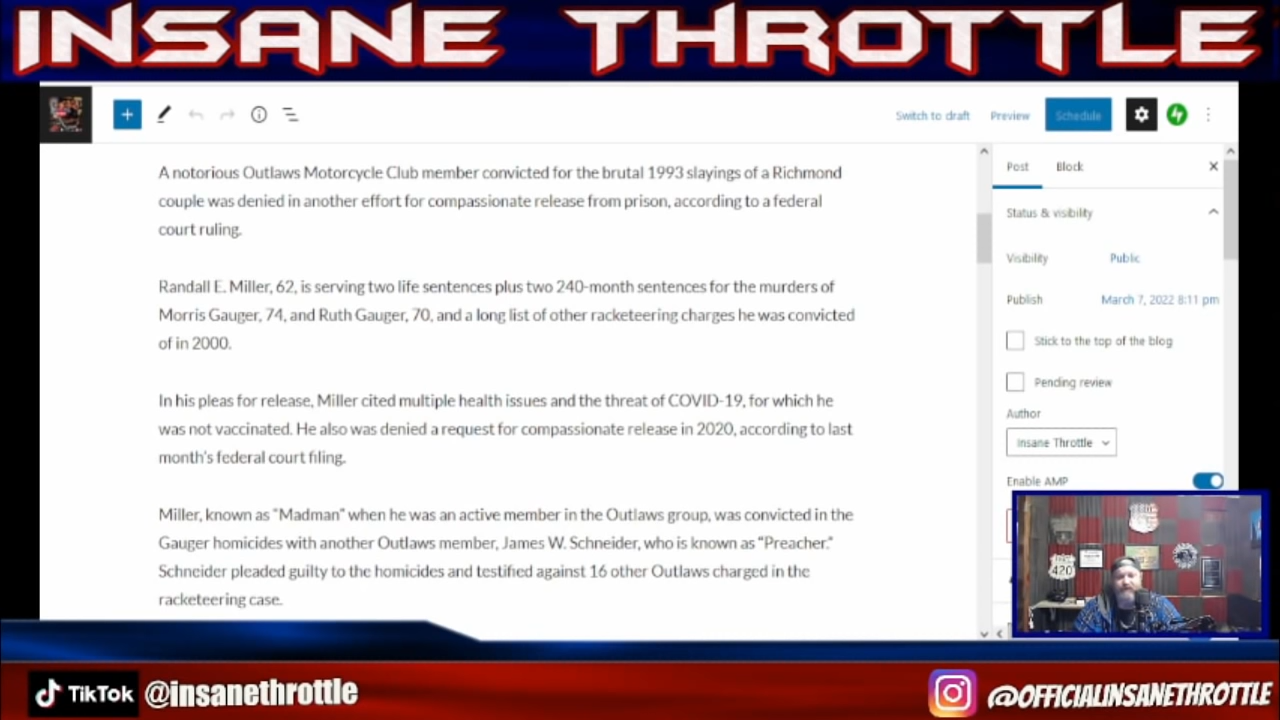 INSANE THROTTLE
Switch to draft
Preview
Schedule
A notorious Outlaws Motorcycle Club member convicted for the brutal 1993 slayings of a Richmond
couple was denied in another effort for compassionate release from prison, according to a federal
court ruling.
Randall E. Miller, 62, is serving two life sentences plus two 240-month sentences for the murders of
Morris Gauger, 74, and Ruth Gauger, 70, and a long list of other racketeering charges he was convicted
of in 2000.
In his pleas for release, Miller cited multiple health issues and the threat of COVID-19, for which he
was not vaccinated. He also was denied a request for compassionate release in 2020, according to last
month's federal court filing.
Miller, known as "Madman" when he was an active member in the Outlaws group, was convicted in the
Gauger homicides with another Outlaws member, James W. Schneider, who is known as "Preacher."
Schneider pleaded guilty to the homicides and testified against 16 other Outlaws charged in the
racketeering case.
Post
Block
Status & visibility
Visibility
Public
Publish
March 7, 2022 8:11 pm
Stick to the top of the blog
Pending review
Author
Insane Throttle
Enable AMP
420
TikTok @insanethrottle
@OFFICIALINSANETHROTTLE